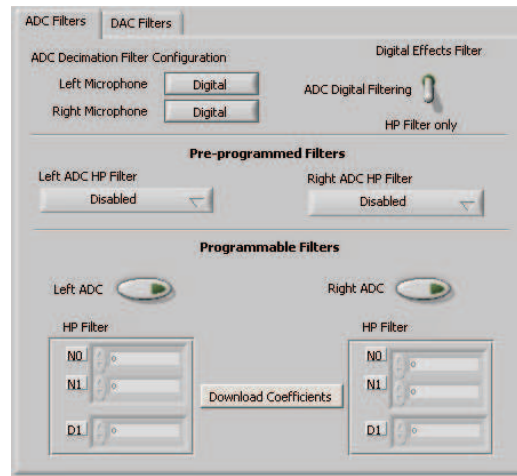 ADC Filters DAC Filters
ADC Decimation Filter Configuration
Digital Effects Filter
Left Microphone Digital
ADC Digital Filtering
Right Microphone Digital
HP Filter only
Pre-programmed Filters
Left ADC HP Filter Right ADC HP Filter
Disabled Disabled
Programmable Filters
Left ADC Right ADC
HP Filter HP Filter
N0 0 N0 0
N1 0 N1 0
Download Coefficients
D1 0 D1 0